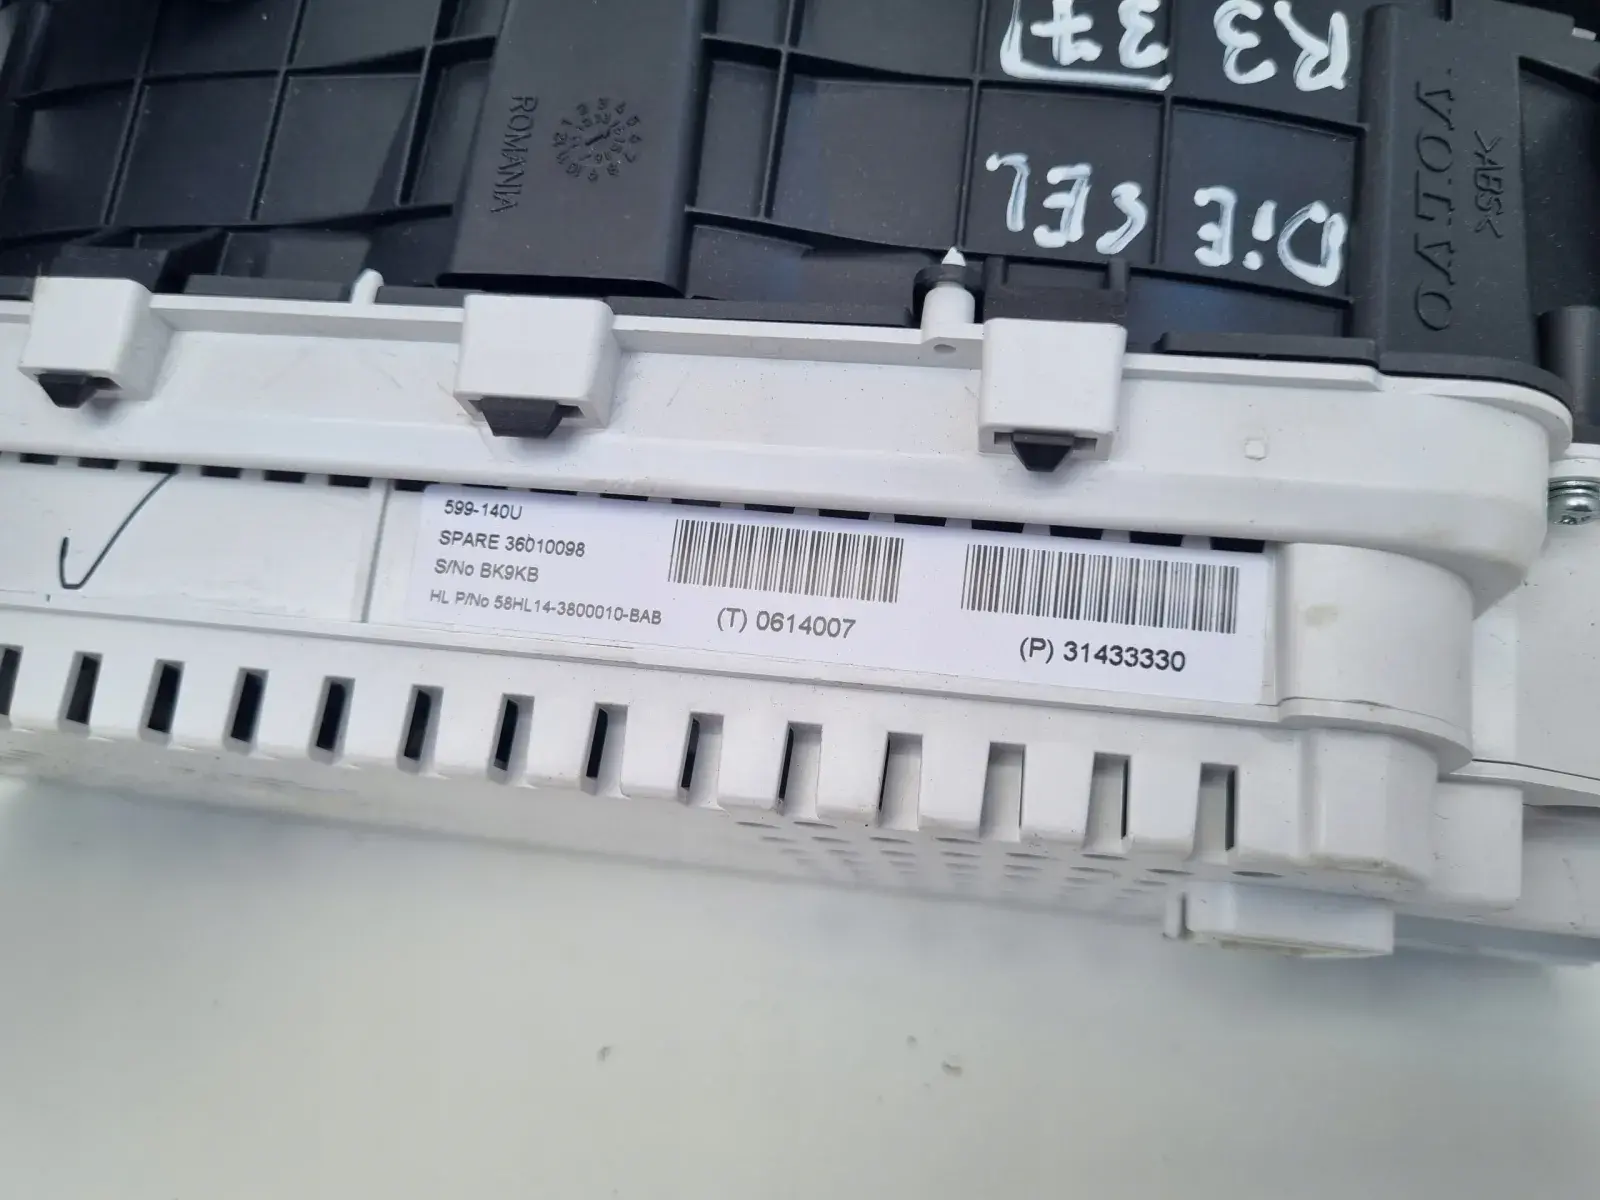 R3 37
DiESEL
ROMANIA
VOLVO
>ABS<
599-140U
SPARE 36010098
S/No BK9KB
HL P/No 58HL14-3800010-BAB
(T) 0614007
(P) 31433330